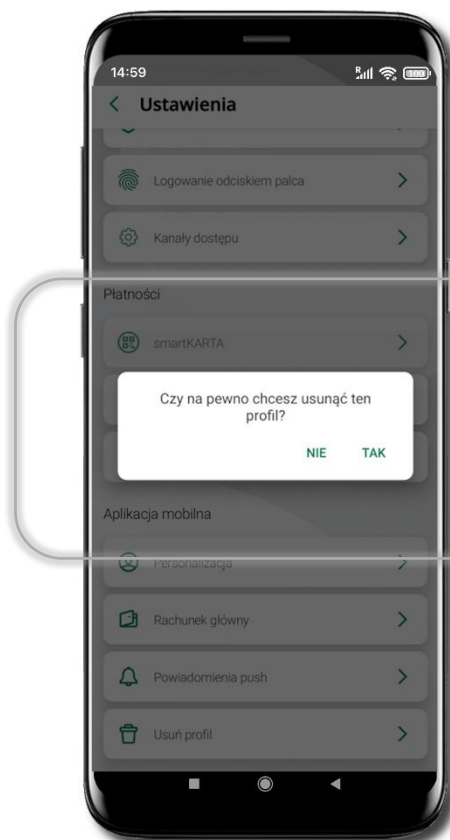 14:59
R
Ustawienia
Logowanie odciskiem palca
Kanały dostępu
Płatności
smartKARTA
Czy na pewno chcesz usunąć ten
profil?
NIE TAK
Aplikacja mobilna
Personalizacja
Rachunek główny
Powiadomienia push
Usuń profil